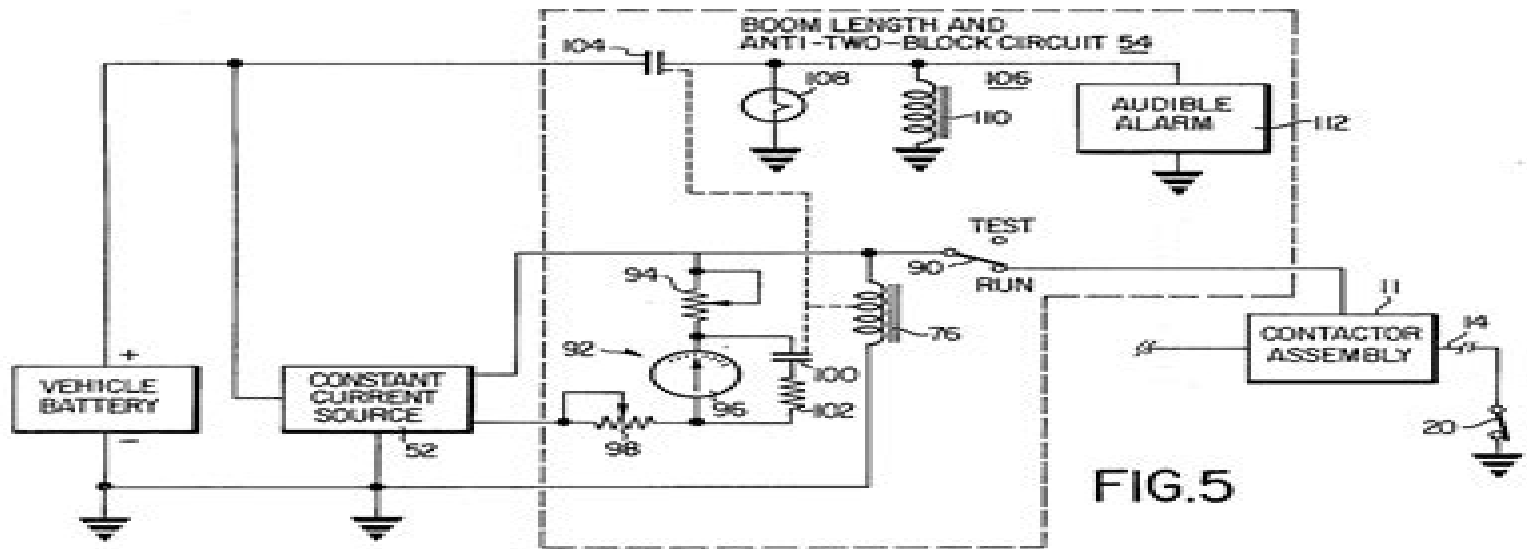 BOOM LENGTH AND
ANTI-TWO-BLOCK CIRCUIT 54
104
108
106
110
AUDIBLE
ALARM
112
TEST
90
RUN
94
76
11
14
CONTACTOR
ASSEMBLY
92
100
96
102
+
VEHICLE
BATTERY
−
CONSTANT
CURRENT
SOURCE
52
98
20
FIG.5